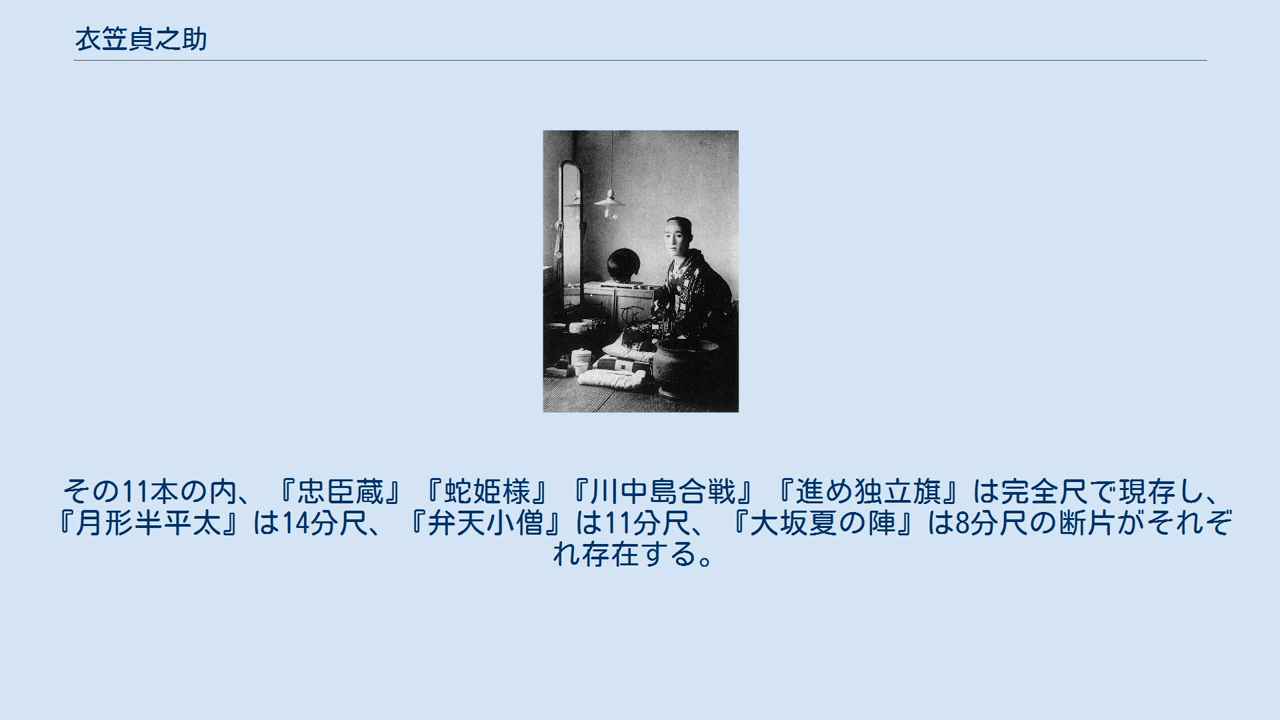 衣笠貞之助
その11本の内、『忠臣蔵』『蛇姫様』『川中島合戦』『進め独立旗』は完全尺で現存し、
『月形半平太』は14分尺、『弁天小僧』は11分尺、『大坂夏の陣』は8分尺の断片がそれぞ
れ存在する。